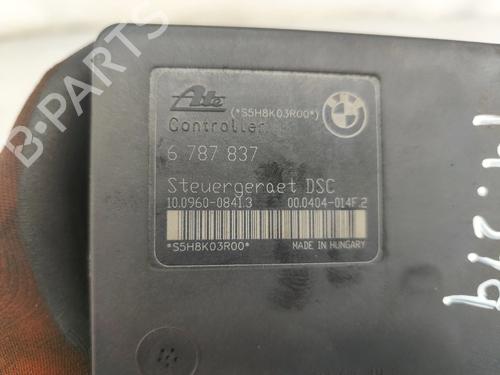 B-PARTS
Ate
(*S5H8K03R00*)
Controller
6 787 837
Steuergeraet DSC
10.0960-0841.3
00.0404-014F.2
*S5H8K03R00*
MADE IN HUNGARY
B-PARTS